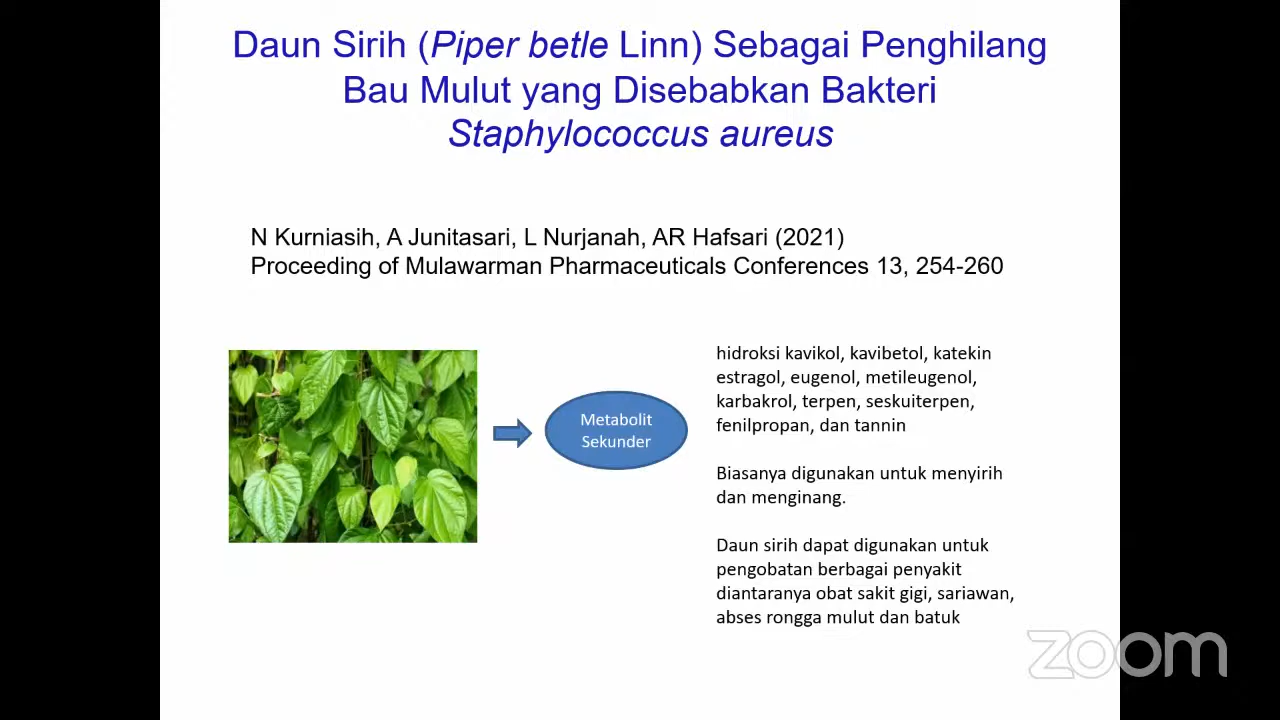 Daun Sirih (Piper betle Linn) Sebagai Penghilang
Bau Mulut yang Disebabkan Bakteri
Staphylococcus aureus
N Kurniasih, A Junitasari, L Nurjanah, AR Hafsari (2021)
Proceeding of Mulawarman Pharmaceuticals Conferences 13, 254-260
Metabolit
Sekunder
hidroksi kavikol, kavibetol, katekin
estragol, eugenol, metileugenol,
karbakrol, terpen, seskuiterpen,
fenilpropan, dan tannin
Biasanya digunakan untuk menyirih
dan menginang.
Daun sirih dapat digunakan untuk
pengobatan berbagai penyakit
diantaranya obat sakit gigi, sariawan,
abses rongga mulut dan batuk
zoom